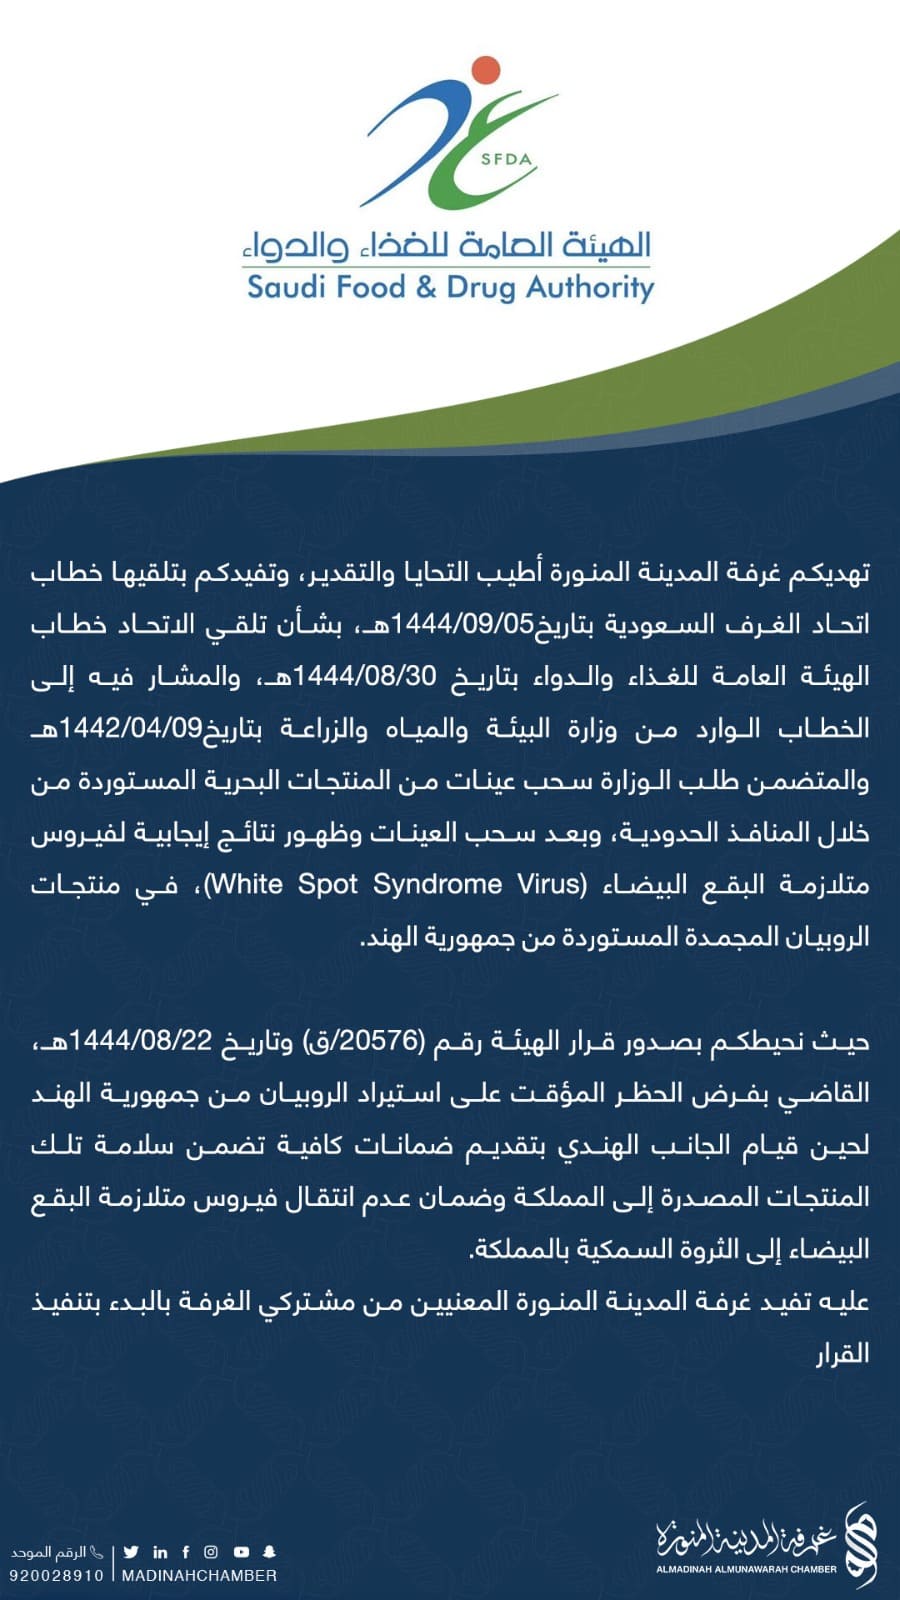 SFDA
الهيئة العامة للغذاء والدواء
Saudi Food & Drug Authority
تهديكم غرفة المدينة المنورة أطيب التحايا والتقدير، وتفيدكم بتلقيها خطاب
اتحاد الغرف السعودية بتاريخ1444/09/05هـ، بشأن تلقي الاتحاد خطاب
الهيئة العامة للغذاء والدواء بتاريخ 1444/08/30هـ، والمشار فيه إلى
الخطاب الوارد من وزارة البيئة والمياه والزراعة بتاريخ1442/04/09هـ
والمتضمن طلب الوزارة سحب عينات من المنتجات البحرية المستوردة من
خلال المنافذ الحدودية، وبعد سحب العينات وظهور نتائج إيجابية لفيروس
متلازمة البقع البيضاء (White Spot Syndrome Virus)، في منتجات
الروبيان المجمدة المستوردة من جمهورية الهند.
حيث نحيطكم بصدور قرار الهيئة رقم (20576/ق) وتاريخ 1444/08/22هـ،
القاضي بفرض الحظر المؤقت على استيراد الروبيان من جمهورية الهند
لحين قيام الجانب الهندي بتقديم ضمانات كافية تضمن سلامة تلك
المنتجات المصدرة إلى المملكة وضمان عدم انتقال فيروس متلازمة البقع
البيضاء إلى الثروة السمكية بالمملكة.
عليه تفيد غرفة المدينة المنورة المعنيين من مشتركي الغرفة بالبدء بتنفيذ
القرار
غرفة المدينة المنورة
ALMADINAH ALMUNAWARAH CHAMBER
الرقم الموحد
920028910
MADINAHCHAMBER